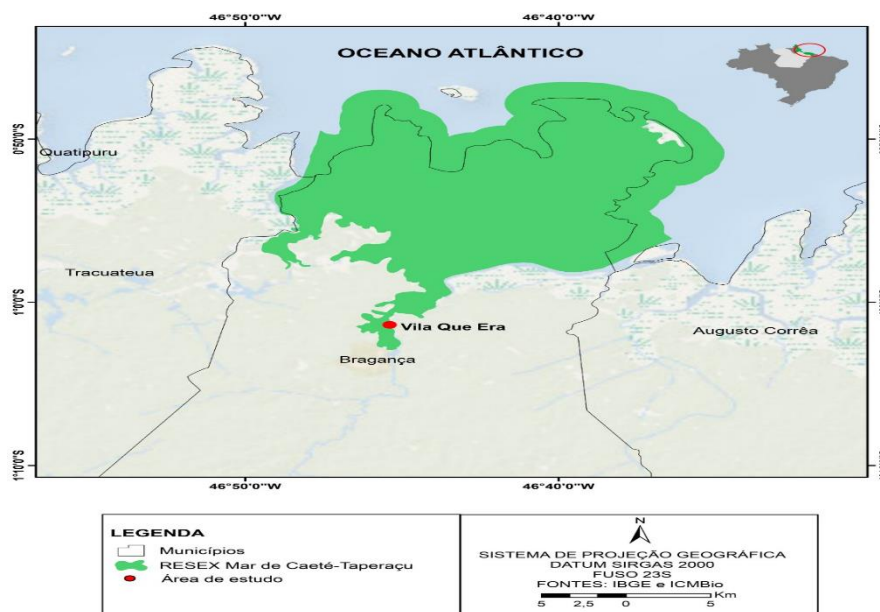 46°50'0"W
46°40'0"W
OCEANO ATLÂNTICO
0°50'0"S
Quatipuru
Tracuateua
1°0'0"S
Vila Que Era
Augusto Corrêa
Bragança
1°10'0"S
46°50'0"W
46°40'0"W
LEGENDA
Municípios
RESEX Mar de Caeté-Taperaçu
Área de estudo
N
SISTEMA DE PROJEÇÃO GEOGRÁFICA
DATUM SIRGAS 2000
FUSO 23S
FONTES: IBGE e ICMBio
Km
5 2,5 0 5